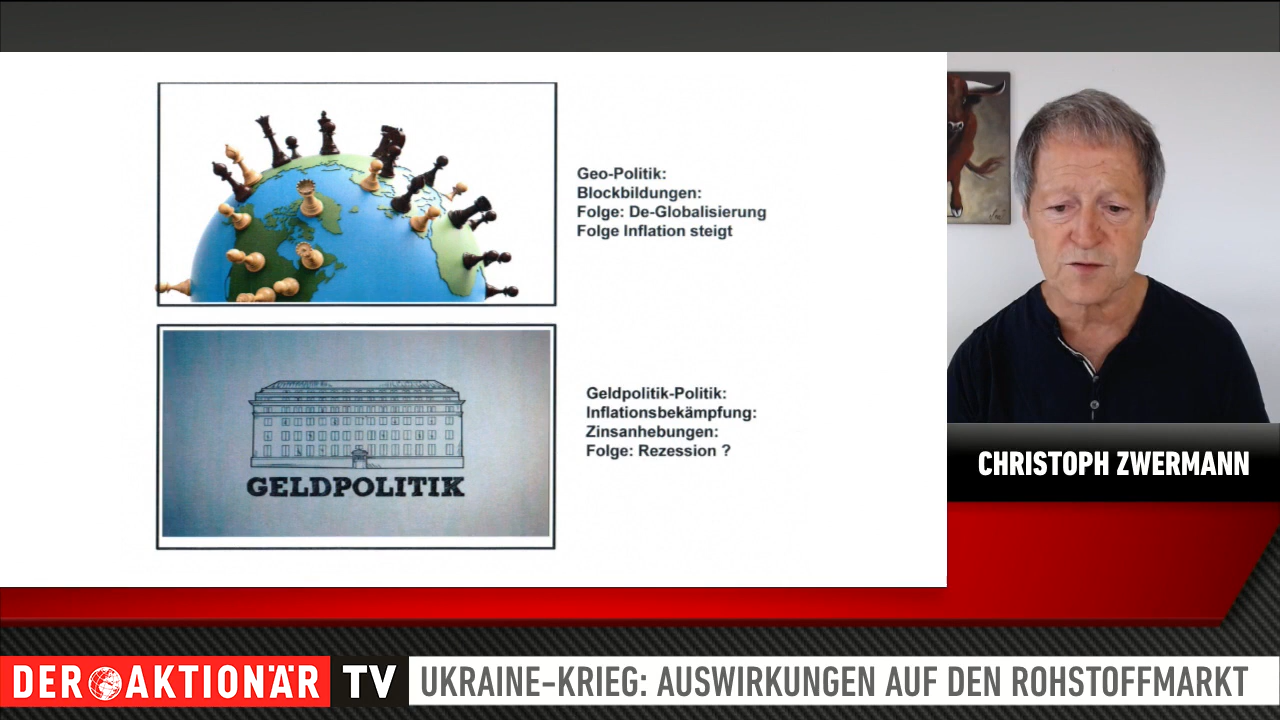 Geo-Politik:
Blockbildungen:
Folge: De-Globalisierung
Folge Inflation steigt
GELDPOLITIK
Geldpolitik-Politik:
Inflationsbekämpfung:
Zinsanhebungen:
Folge: Rezession ?
CHRISTOPH ZWERMANN
DER AKTIONÄR TV
UKRAINE-KRIEG: AUSWIRKUNGEN AUF DEN ROHSTOFFMARKT